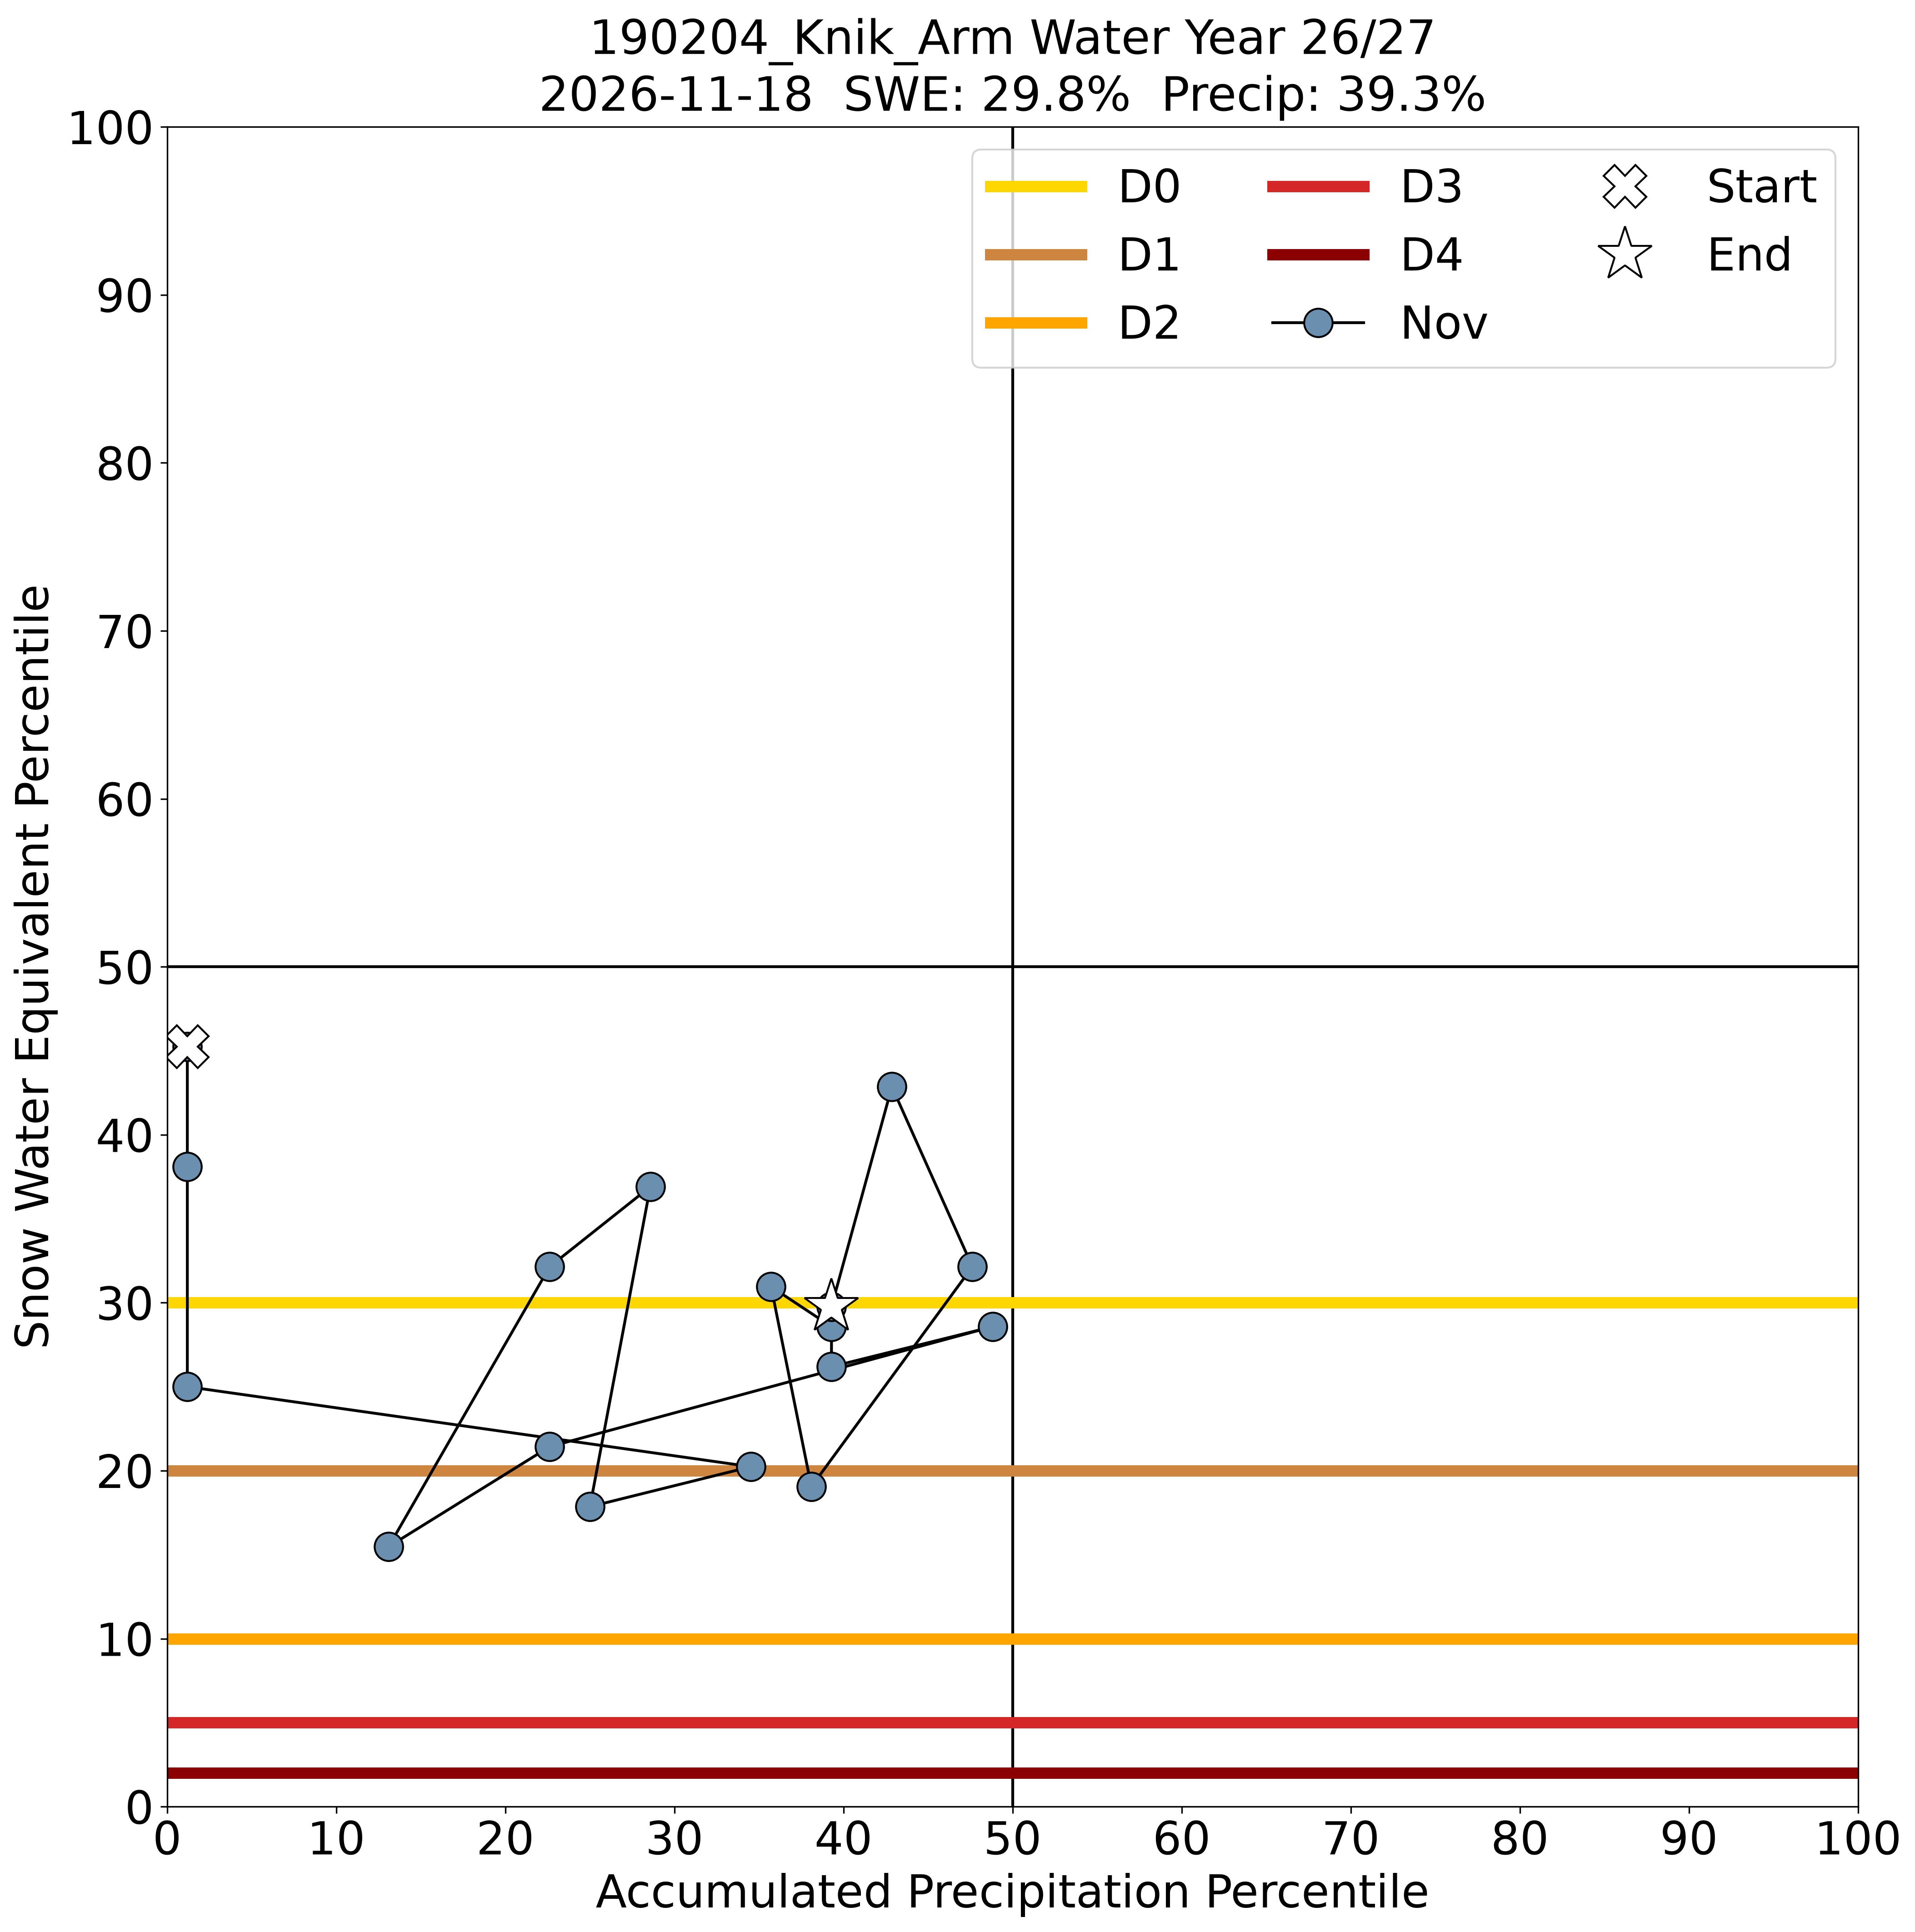 190204_Knik_Arm Water Year 26/27
2026-11-18  SWE: 29.8%  Precip: 39.3%
D0
D1
D2
D3
D4
Nov
Start
End
Snow Water Equivalent Percentile
100
90
80
70
60
50
40
30
20
10
0
0 10 20 30 40 50 60 70 80 90 100
Accumulated Precipitation Percentile